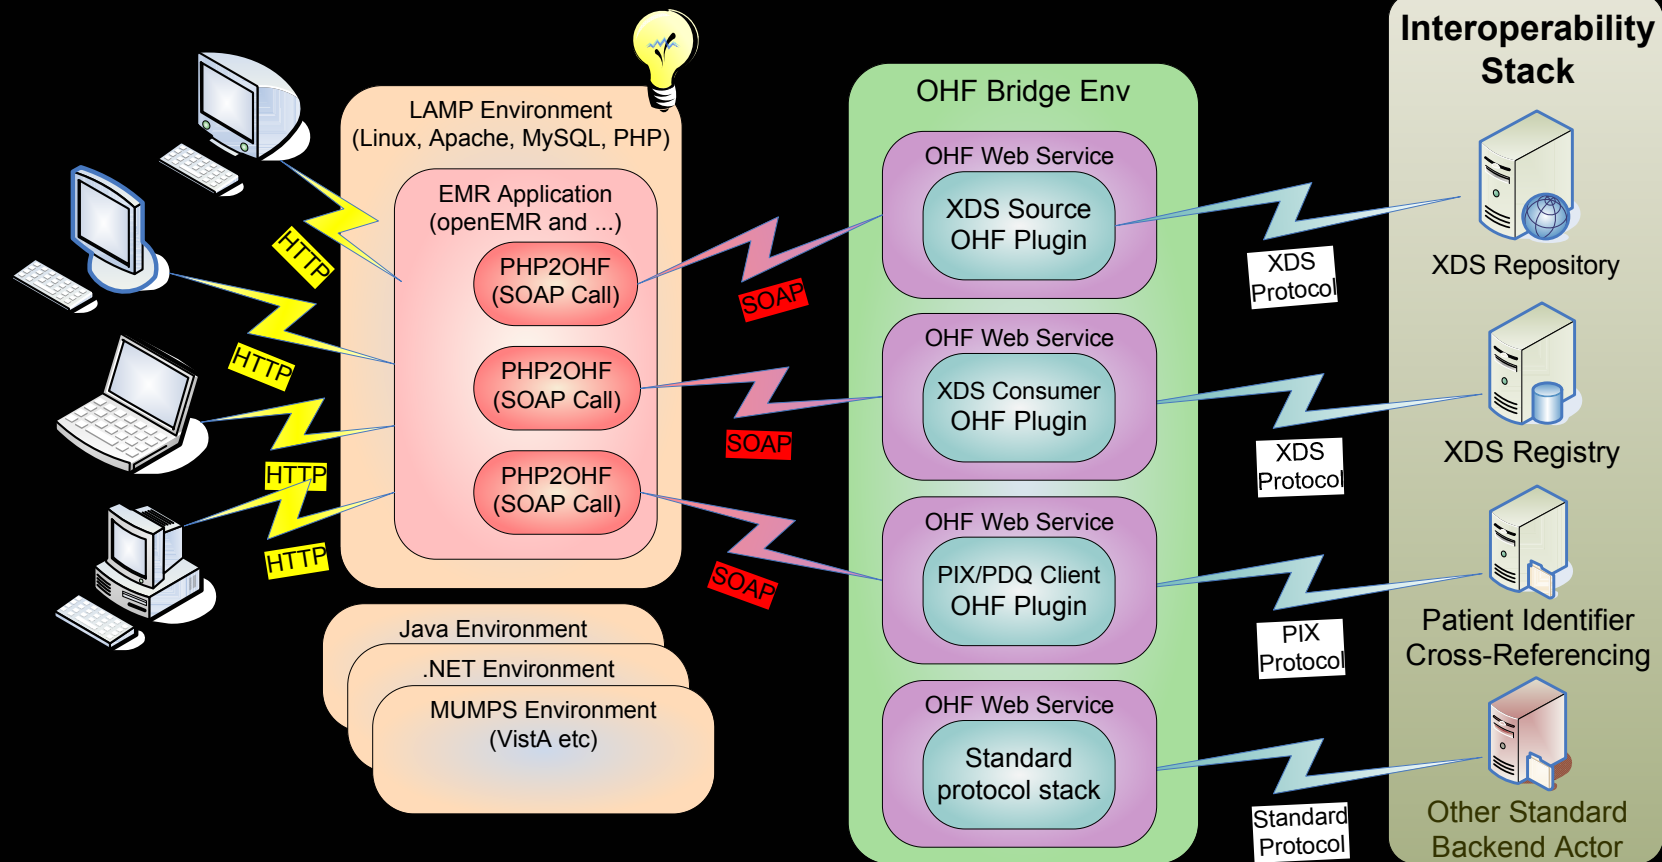 LAMP Environment
(Linux, Apache, MySQL, PHP)
EMR Application
(openEMR and ...)
PHP2OHF
(SOAP Call)
PHP2OHF
(SOAP Call)
PHP2OHF
(SOAP Call)
HTTP
HTTP
HTTP
HTTP
Java Environment
.NET Environment
MUMPS Environment
(VistA etc)
SOAP
SOAP
SOAP
OHF Bridge Env
OHF Web Service
XDS Source
OHF Plugin
OHF Web Service
XDS Consumer
OHF Plugin
OHF Web Service
PIX/PDQ Client
OHF Plugin
OHF Web Service
Standard
protocol stack
XDS
Protocol
XDS
Protocol
PIX
Protocol
Standard
Protocol
Interoperability
Stack
XDS Repository
XDS Registry
Patient Identifier
Cross-Referencing
Other Standard
Backend Actor